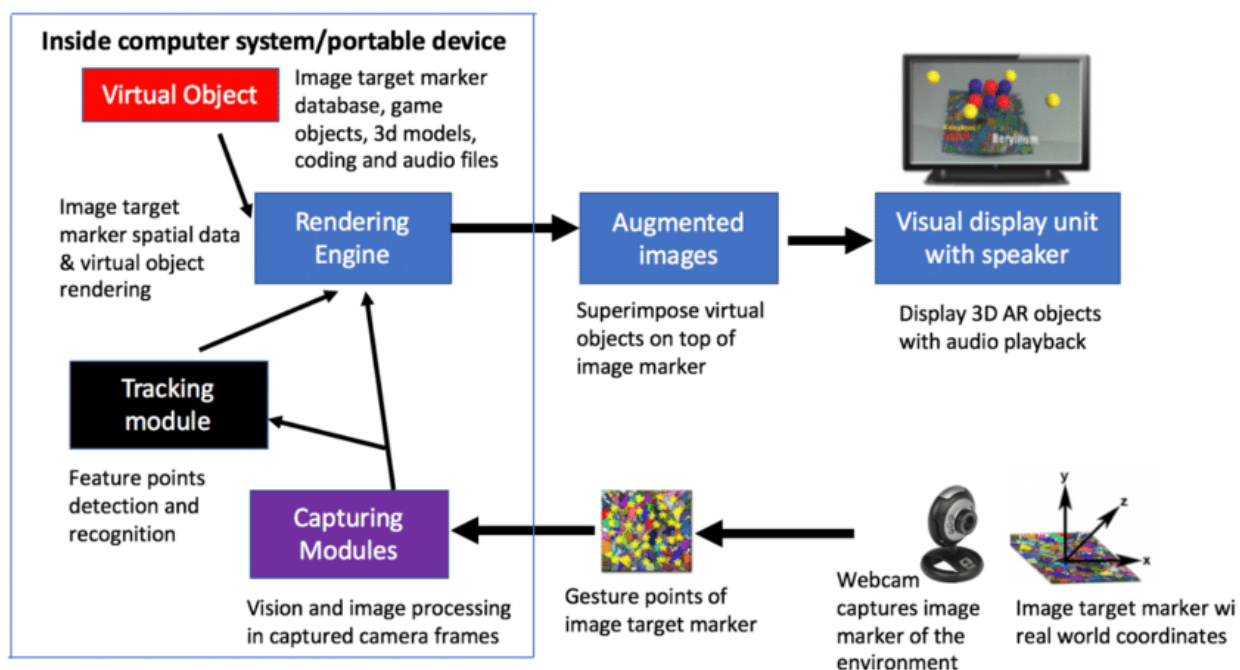 Inside computer system/portable device
Virtual Object
Image target marker
database, game
objects, 3d models,
coding and audio files
Image target
marker spatial data
& virtual object
rendering
Rendering
Engine
Augmented
images
Visual display unit
with speaker
Superimpose virtual
objects on top of
image marker
Display 3D AR objects
with audio playback
Beryllium
Tracking
module
Feature points
detection and
recognition
Capturing
Modules
Vision and image processing
in captured camera frames
Gesture points of
image target marker
Webcam
captures image
marker of the
environment
y
z
x
Image target marker wi
real world coordinates